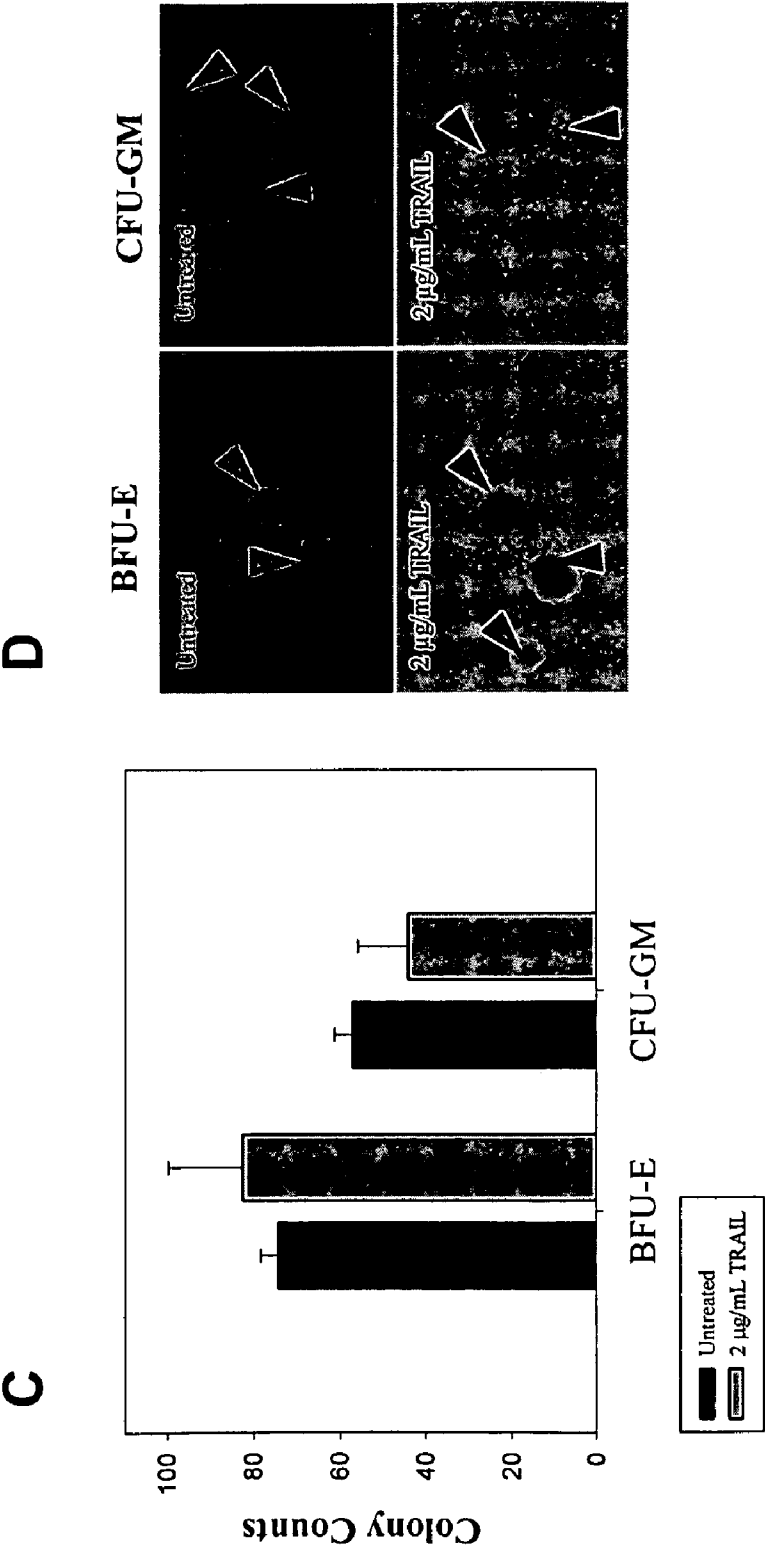 C
Colony Counts
100
80
60
40
20
0
BFU-E
CFU-GM
Untreated
2 µg/mL TRAIL
D
BFU-E
CFU-GM
Untreated
Untreated
2 µg/mL TRAIL
2 µg/mL TRAIL